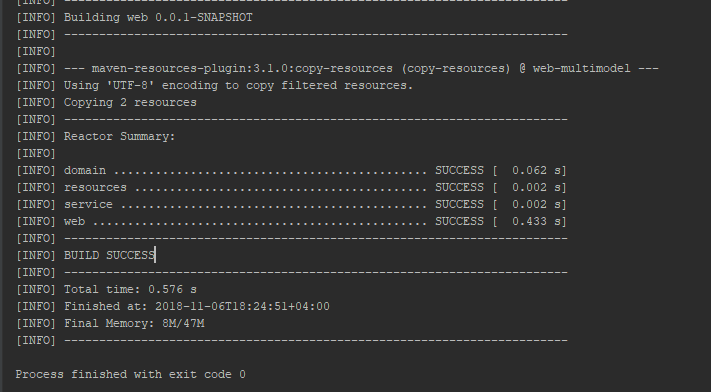 [INFO] ------------------------------------------------------------------------
[INFO] Building web 0.0.1-SNAPSHOT
[INFO] ------------------------------------------------------------------------
[INFO]
[INFO] --- maven-resources-plugin:3.1.0:copy-resources (copy-resources) @ web-multimodel ---
[INFO] Using 'UTF-8' encoding to copy filtered resources.
[INFO] Copying 2 resources
[INFO] ------------------------------------------------------------------------
[INFO] Reactor Summary:
[INFO]
[INFO] domain ............................................. SUCCESS [  0.062 s]
[INFO] resources .......................................... SUCCESS [  0.002 s]
[INFO] service ............................................ SUCCESS [  0.002 s]
[INFO] web ................................................ SUCCESS [  0.433 s]
[INFO] ------------------------------------------------------------------------
[INFO] BUILD SUCCESS
[INFO] ------------------------------------------------------------------------
[INFO] Total time: 0.576 s
[INFO] Finished at: 2018-11-06T18:24:51+04:00
[INFO] Final Memory: 8M/47M
[INFO] ------------------------------------------------------------------------
Process finished with exit code 0